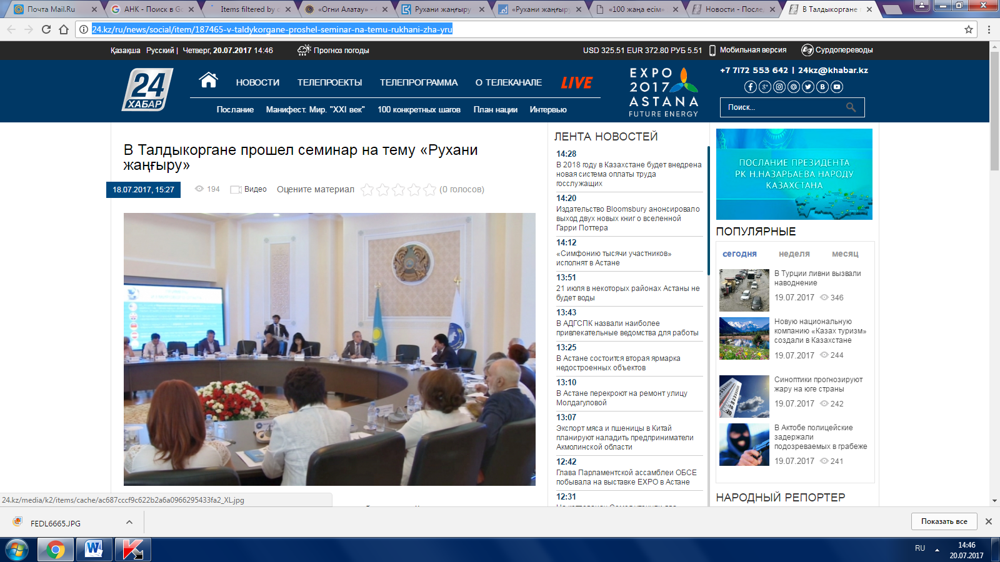 Почта Mail.Ru
АНК - Поиск в Go
Items filtered by d
«Огни Алатау» -
Рухани жаңғыру
«Рухани жаңғыру
«100 жаңа есім»
Новости - После
В Талдыкоргане
24.kz/ru/news/social/item/187465-v-taldykorgane-proshel-seminar-na-temu-rukhani-zha-yru
Қазақша Русский | Четверг, 20.07.2017 14:46 Прогноз погоды USD 325.51 EUR 372.80 РУБ 5.51 Мобильная версия Сурдопереводы
24
ХАБАР
НОВОСТИ ТЕЛЕПРОЕКТЫ ТЕЛЕПРОГРАММА О ТЕЛЕКАНАЛЕ LIVE
Послание Манифест. Мир. "XXI век" 100 конкретных шагов План нации Интервью
EXPO
2017
ASTANA
FUTURE ENERGY
+7 7172 553 642 | 24kz@khabar.kz
Поиск...
В Талдыкоргане прошел семинар на тему «Рухани
жаңғыру»
18.07.2017, 15:27 194 Видео Оцените материал (0 голосов)
ЛЕНТА НОВОСТЕЙ
14:28
В 2018 году в Казахстане будет внедрена
новая система оплаты труда
госслужащих
14:20
Издательство Bloomsbury анонсировало
выход двух новых книг о вселенной
Гарри Поттера
14:12
«Симфонию тысячи участников»
исполнят в Астане
13:51
21 июля в некоторых районах Астаны не
будет воды
13:43
В АДГСПК назвали наиболее
привлекательные ведомства для работы
13:25
В Астане состоится вторая ярмарка
недостроенных объектов
13:10
В Астане перекроют на ремонт улицу
Молдагуловой
13:07
Экспорт мяса и пшеницы в Китай
планируют наладить предприниматели
Акмолинской области
12:42
Глава Парламентской ассамблеи ОБСЕ
побывала на выставке EXPO в Астане
12:31
ПОСЛАНИЕ ПРЕЗИДЕНТА
РК Н.НАЗАРБАЕВА НАРОДУ
КАЗАХСТАНА
ПОПУЛЯРНЫЕ
сегодня неделя месяц
В Турции ливни вызвали
наводнение
19.07.2017 346
Новую национальную
компанию «Казах туризм»
создали в Казахстане
19.07.2017 244
Синоптики прогнозируют
жару на юге страны
19.07.2017 242
В Актобе полицейские
задержали
подозреваемых в грабеже
19.07.2017 241
НАРОДНЫЙ РЕПОРТЕР
24.kz/media/k2/items/cache/ac687cccf9c622b2a6a0966295433fa2_XL.jpg
FEDL6665.JPG
Показать все
RU
14:46
20.07.2017